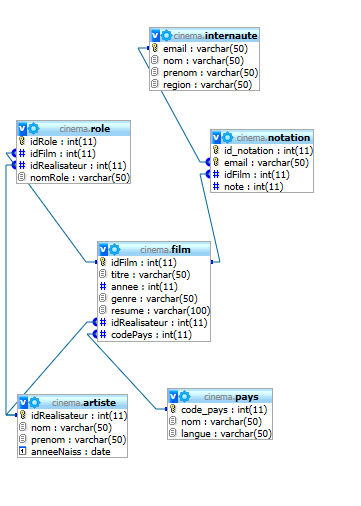 cinema.internaute
email : varchar(50)
nom : varchar(50)
prenom : varchar(50)
region : varchar(50)
cinema.role
idRole : int(11)
idFilm : int(11)
idRealisateur : int(11)
nomRole : varchar(50)
cinema.notation
id_notation : int(11)
email : varchar(50)
idFilm : int(11)
note : int(11)
cinema.film
idFilm : int(11)
titre : varchar(50)
annee : int(11)
genre : varchar(50)
resume : varchar(100)
idRealisateur : int(11)
codePays : int(11)
cinema.artiste
idRealisateur : int(11)
nom : varchar(50)
prenom : varchar(50)
anneeNaiss : date
cinema.pays
code_pays : int(11)
nom : varchar(50)
langue : varchar(50)